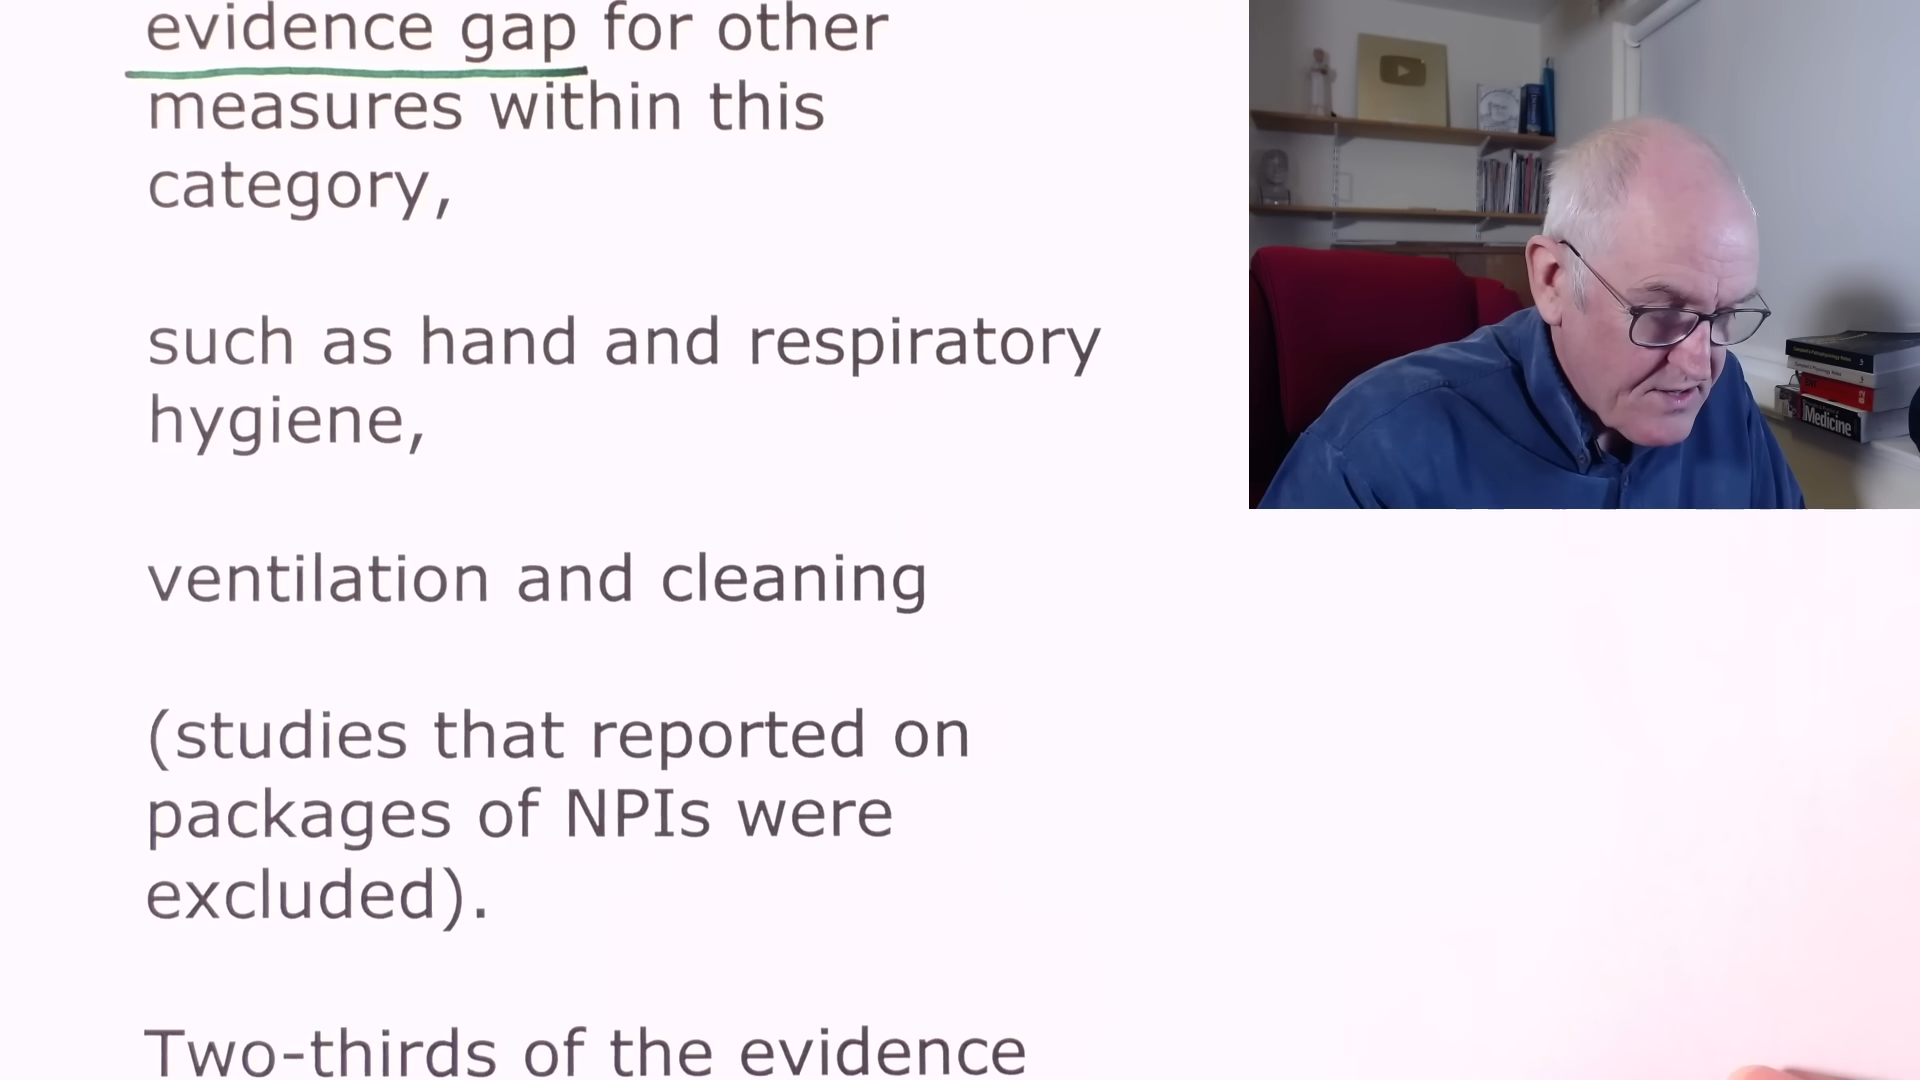 evidence gap for other
measures within this
category,
such as hand and respiratory
hygiene,
ventilation and cleaning
(studies that reported on
packages of NPIs were
excluded).
Two-thirds of the evidence
Medicine